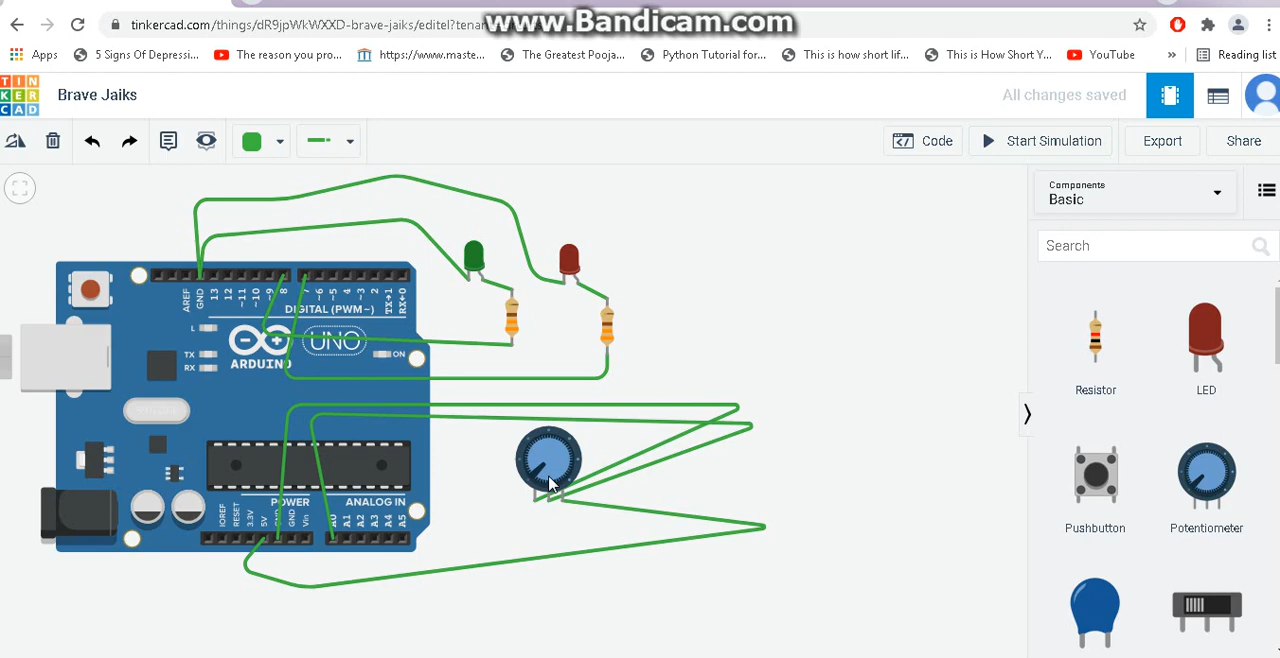 www.Bandicam.com
tinkercad.com/things/dR9jpWkWXXD-brave-jaiks/editel?tena
Apps
5 Signs Of Depressi...
The reason you pro...
https://www.maste...
The Greatest Pooja...
Python Tutorial for...
This is how short lif...
This is How Short Y...
YouTube
»
Reading list
TIN
KER
CAD
Brave Jaiks
All changes saved
Code
Start Simulation
Export
Share
Components
Basic
Search
Resistor
LED
Pushbutton
Potentiometer
AREF
GND
13
12
~11
~10
~9
8
7
~6
~5
4
~3
2
TX→1
RX←0
DIGITAL (PWM~)
L
TX
RX
UNO
ARDUINO
ON
POWER
ANALOG IN
IOREF
RESET
3.3V
5V
GND
Vin
A0
A1
A2
A3
A4
A5